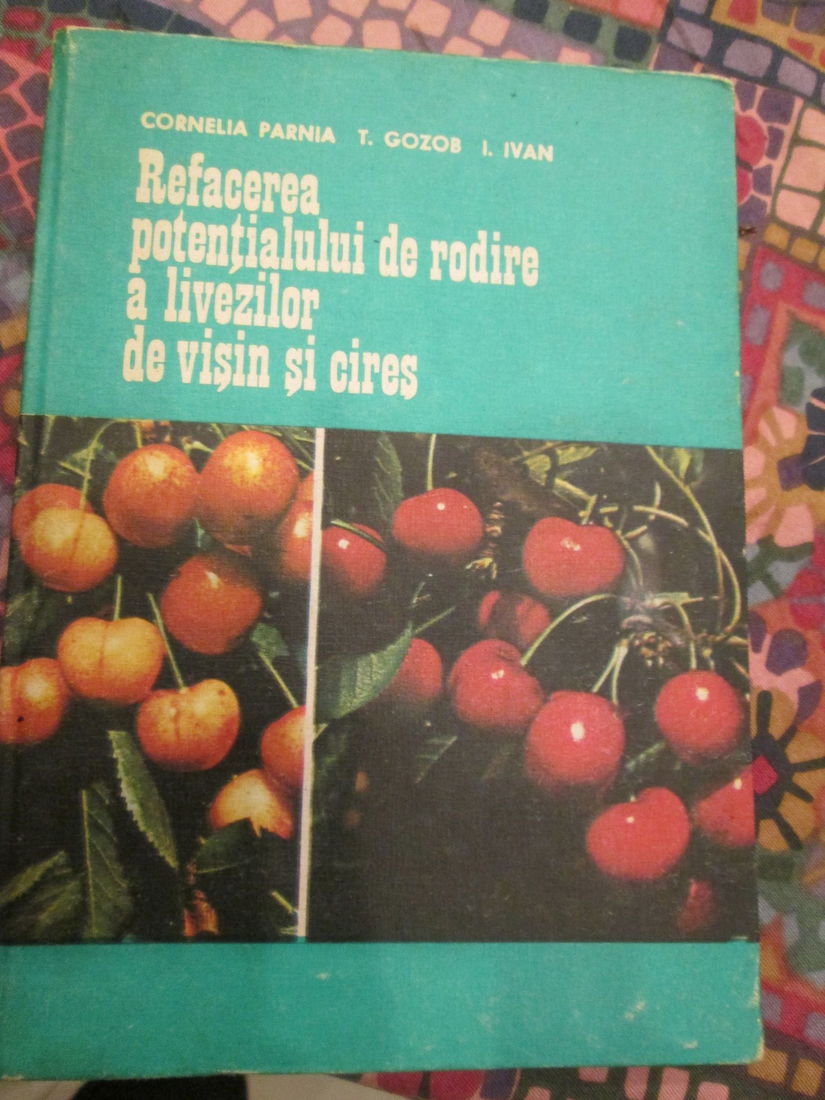 CORNELIA PARNIA T. GOZOB I. IVAN
Refacerea
potențialului de rodire
a livezilor
de vișin și cireș